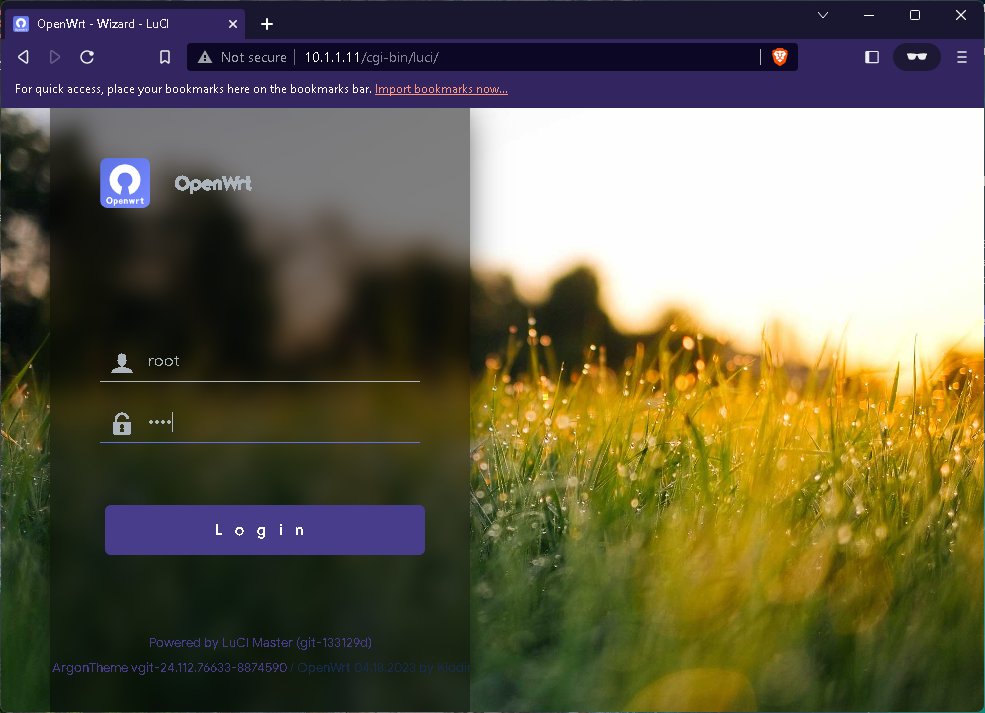 OpenWrt - Wizard - LuCI
Not secure 10.1.1.11/cgi-bin/luci/
For quick access, place your bookmarks here on the bookmarks bar. Import bookmarks now...
Openwrt
OpenWrt
root
••••
Login
Powered by LuCI Master (git-133129d)
ArgonTheme vgit-24.112.76633-8874590 / OpenWrt 04.18.2023 by